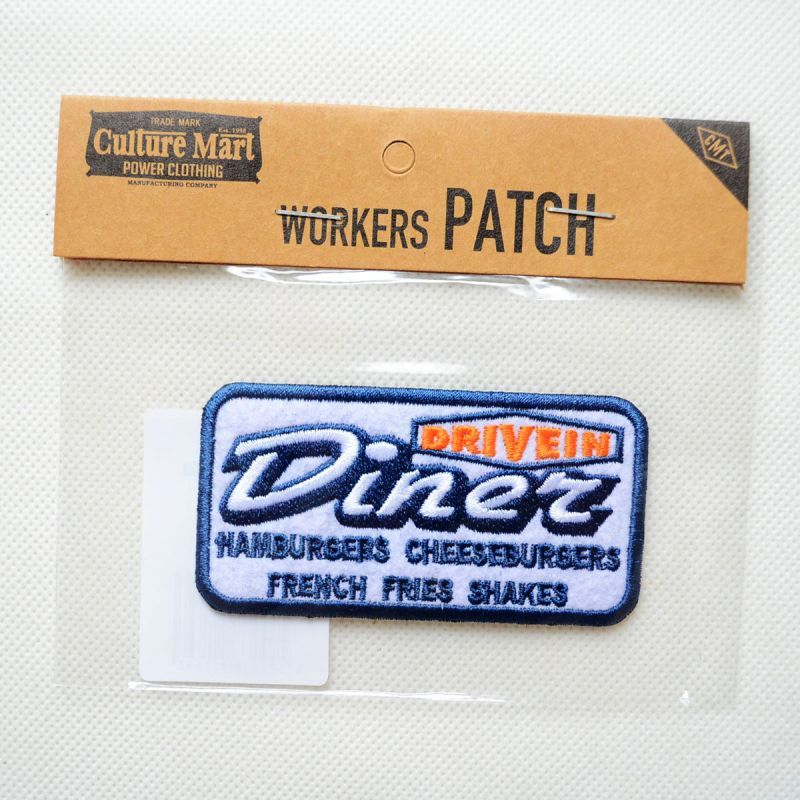 TRADE MARK
Est. 1998
Culture Mart
POWER CLOTHING
MANUFACTURING COMPANY
CMT
WORKERS PATCH
DRIVEIN
Diner
HAMBURGERS CHEESEBURGERS
FRENCH FRIES SHAKES